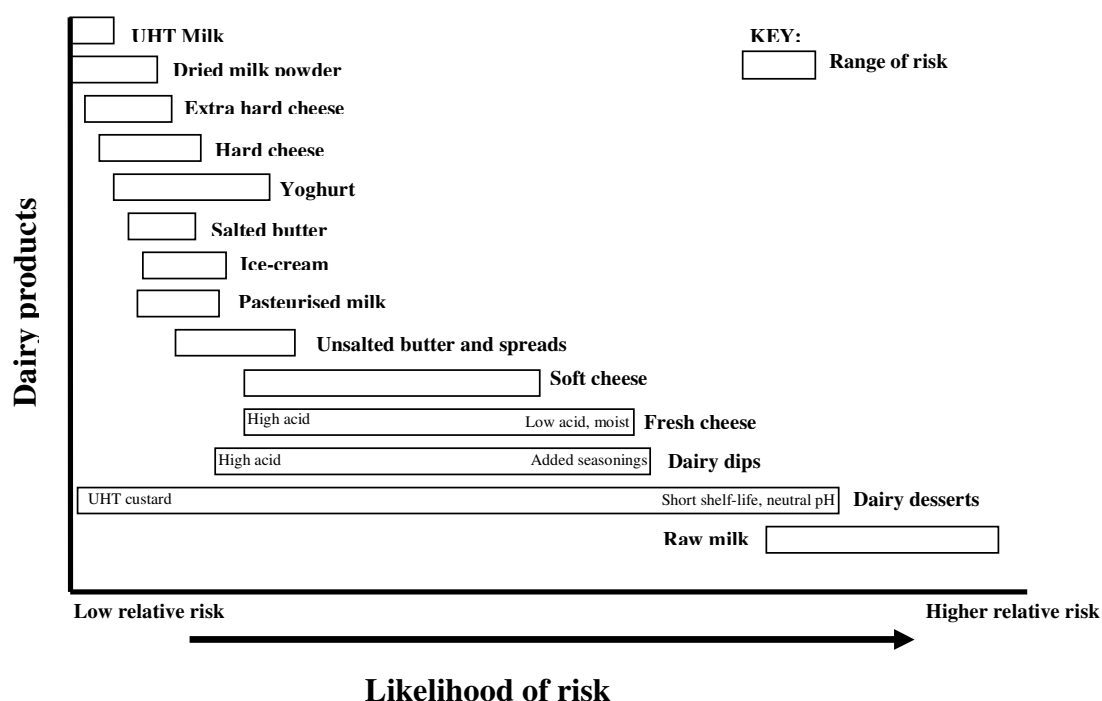 UHT Milk
KEY:
Range of risk
Dried milk powder
Extra hard cheese
Hard cheese
Yoghurt
Salted butter
Ice-cream
Pasteurised milk
Unsalted butter and spreads
Soft cheese
High acid Low acid, moist Fresh cheese
High acid Added seasonings Dairy dips
UHT custard Short shelf-life, neutral pH Dairy desserts
Raw milk
Dairy products
Low relative risk Higher relative risk
Likelihood of risk